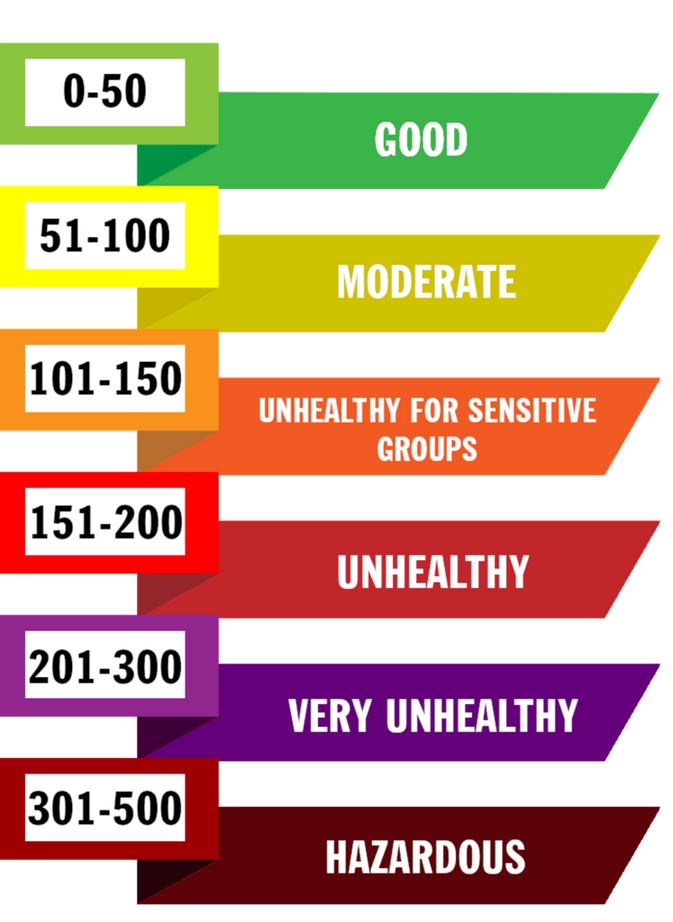 0-50
GOOD
51-100
MODERATE
101-150
UNHEALTHY FOR SENSITIVE
GROUPS
151-200
UNHEALTHY
201-300
VERY UNHEALTHY
301-500
HAZARDOUS